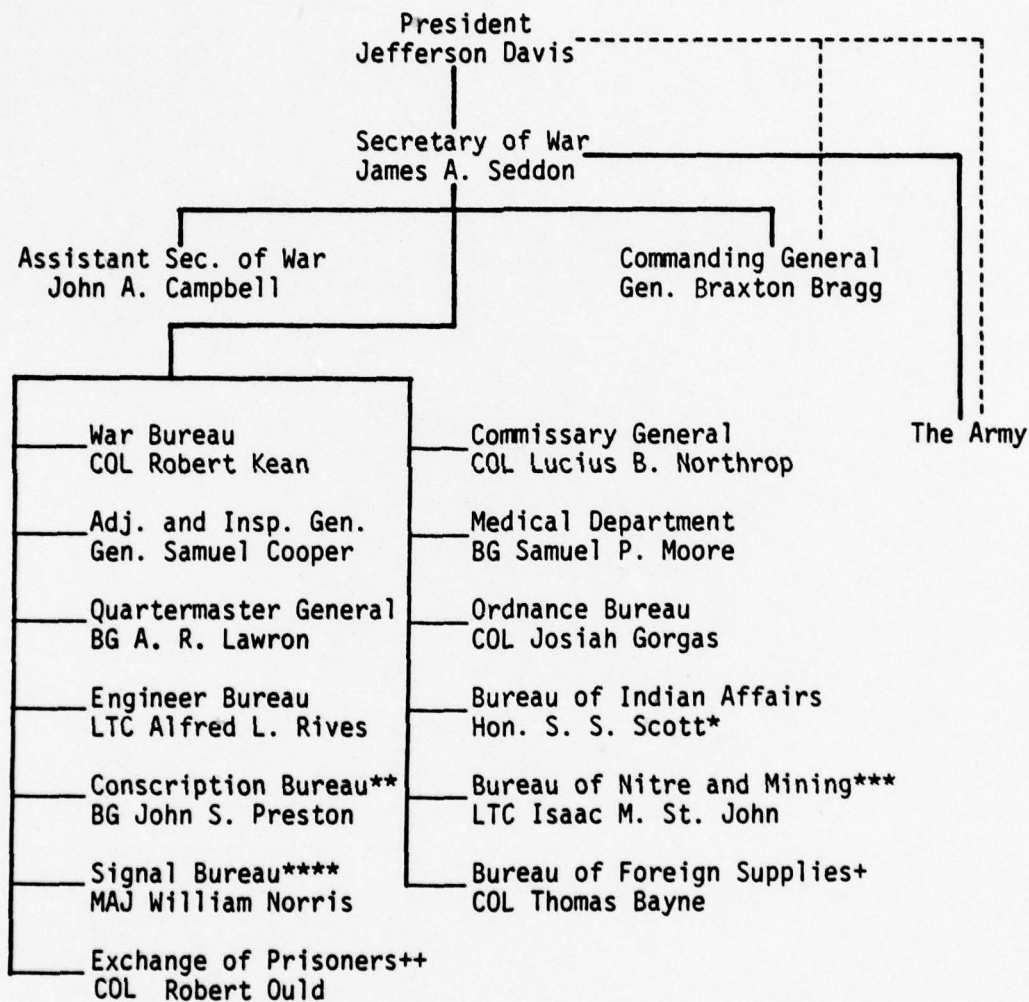 President
Jefferson Davis
Secretary of War
James A. Seddon
Assistant Sec. of War
John A. Campbell
Commanding General
Gen. Braxton Bragg
The Army
War Bureau
COL Robert Kean
Adj. and Insp. Gen.
Gen. Samuel Cooper
Quartermaster General
BG A. R. Lawron
Engineer Bureau
LTC Alfred L. Rives
Conscription Bureau**
BG John S. Preston
Signal Bureau****
MAJ William Norris
Exchange of Prisoners++
COL Robert Ould
Commissary General
COL Lucius B. Northrop
Medical Department
BG Samuel P. Moore
Ordnance Bureau
COL Josiah Gorgas
Bureau of Indian Affairs
Hon. S. S. Scott*
Bureau of Nitre and Mining***
LTC Isaac M. St. John
Bureau of Foreign Supplies+
COL Thomas Bayne